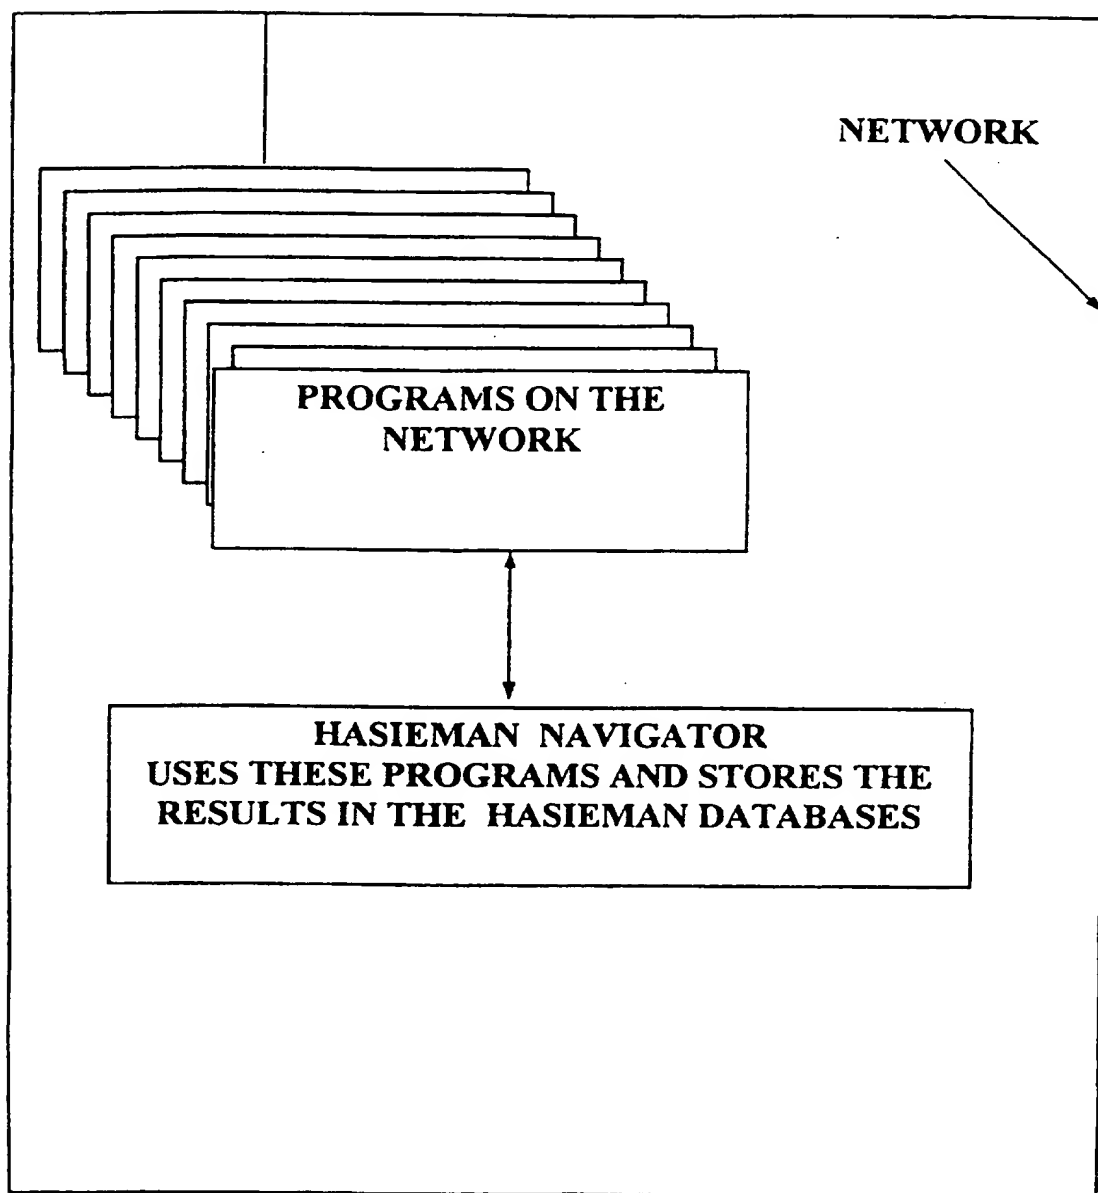 NETWORK
PROGRAMS ON THE
NETWORK
HASIEMAN NAVIGATOR
USES THESE PROGRAMS AND STORES THE
RESULTS IN THE HASIEMAN DATABASES